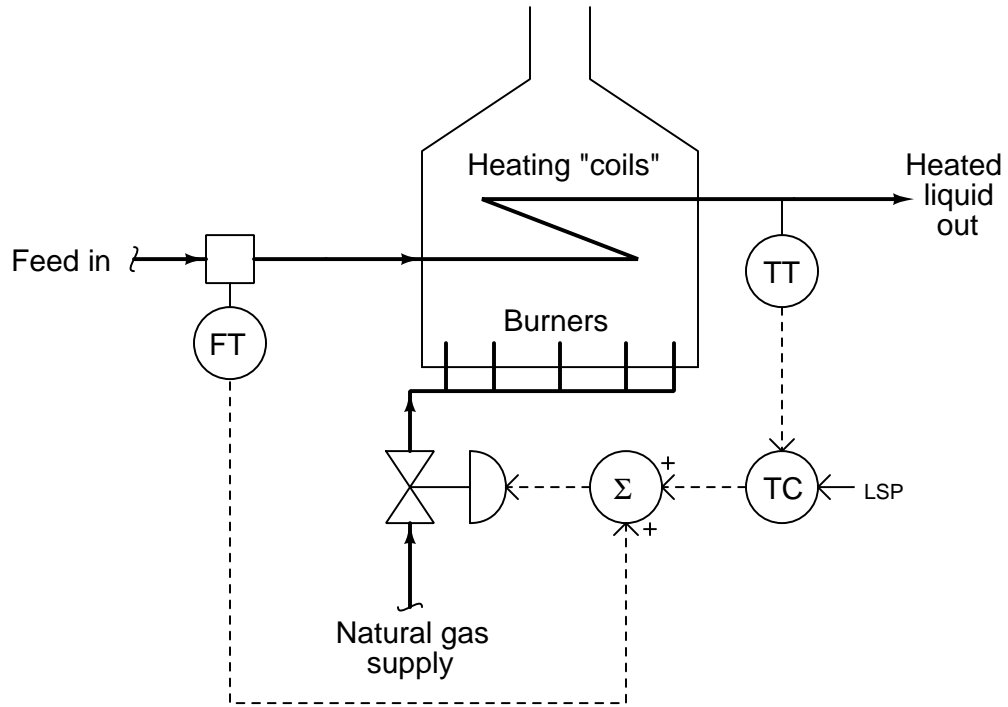 Heating "coils"
Heated
liquid
out
Feed in
TT
Burners
FT
+
Σ
TC
LSP
+
Natural gas
supply